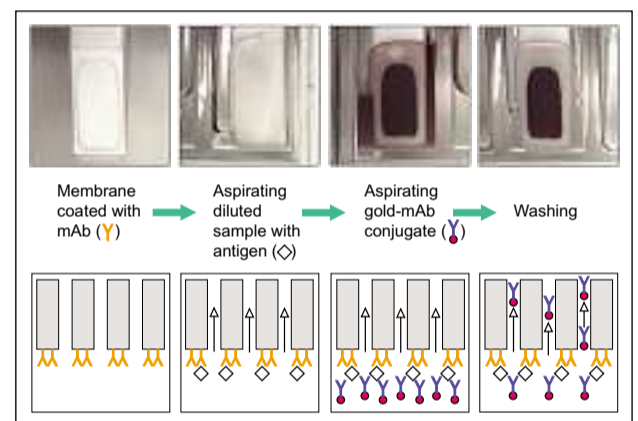 Membrane
coated with
mAb ( )
Aspirating
diluted
sample with
antigen ( )
Aspirating
gold-mAb
conjugate ( )
Washing